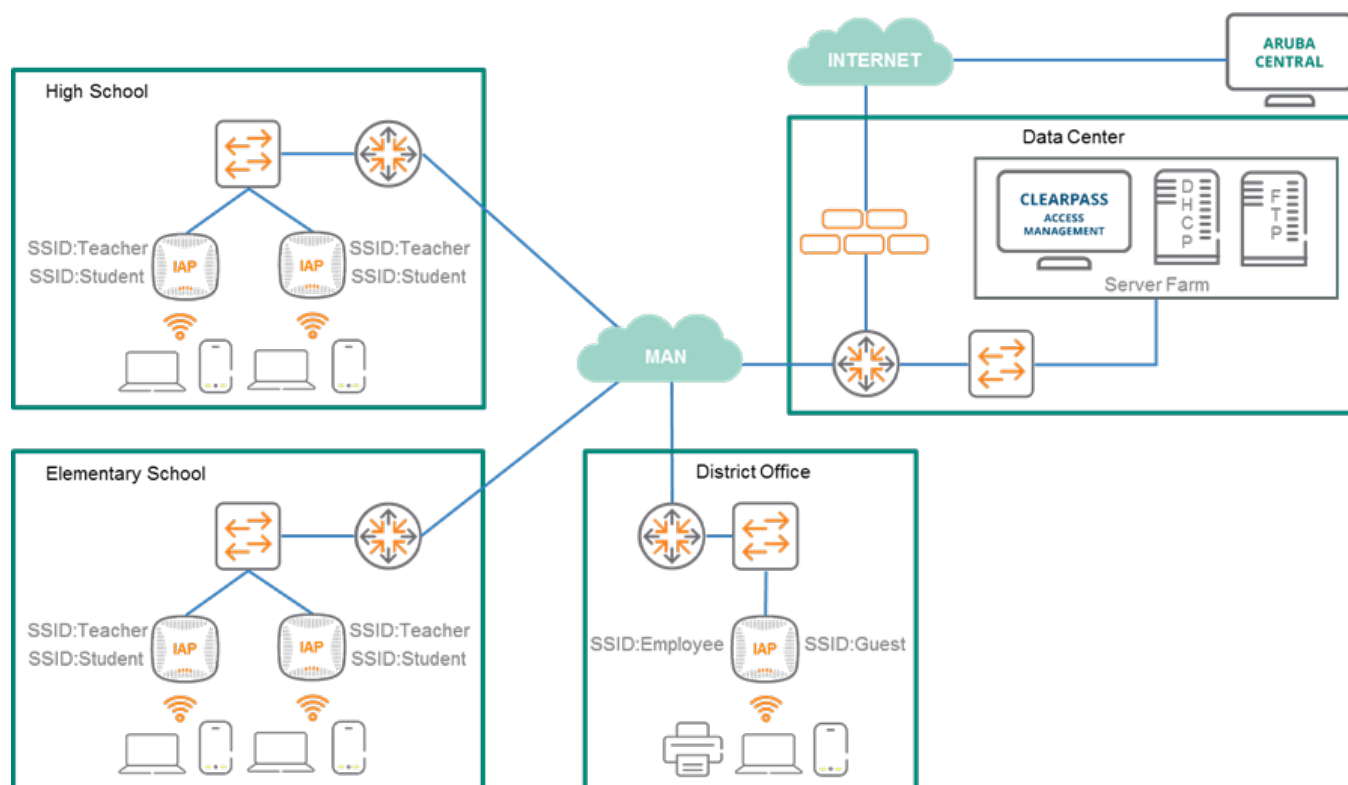 INTERNET
ARUBA
CENTRAL
High School
SSID:Teacher
SSID:Student
IAP
IAP
SSID:Teacher
SSID:Student
Data Center
CLEARPASS
ACCESS
MANAGEMENT
DHCP
FTP
Server Farm
MAN
Elementary School
SSID:Teacher
SSID:Student
IAP
IAP
SSID:Teacher
SSID:Student
District Office
SSID:Employee
IAP
SSID:Guest